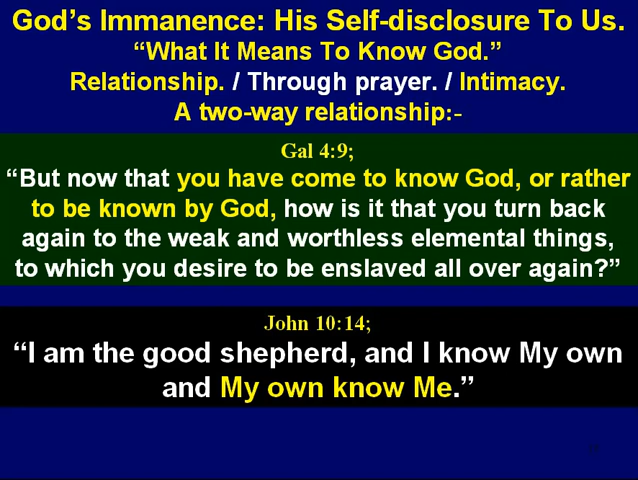 God’s Immanence: His Self-disclosure To Us.
“What It Means To Know God.”
Relationship. / Through prayer. / Intimacy.
A two-way relationship:-
Gal 4:9;
“But now that you have come to know God, or rather
to be known by God, how is it that you turn back
again to the weak and worthless elemental things,
to which you desire to be enslaved all over again?”
John 10:14;
“I am the good shepherd, and I know My own
and My own know Me.”